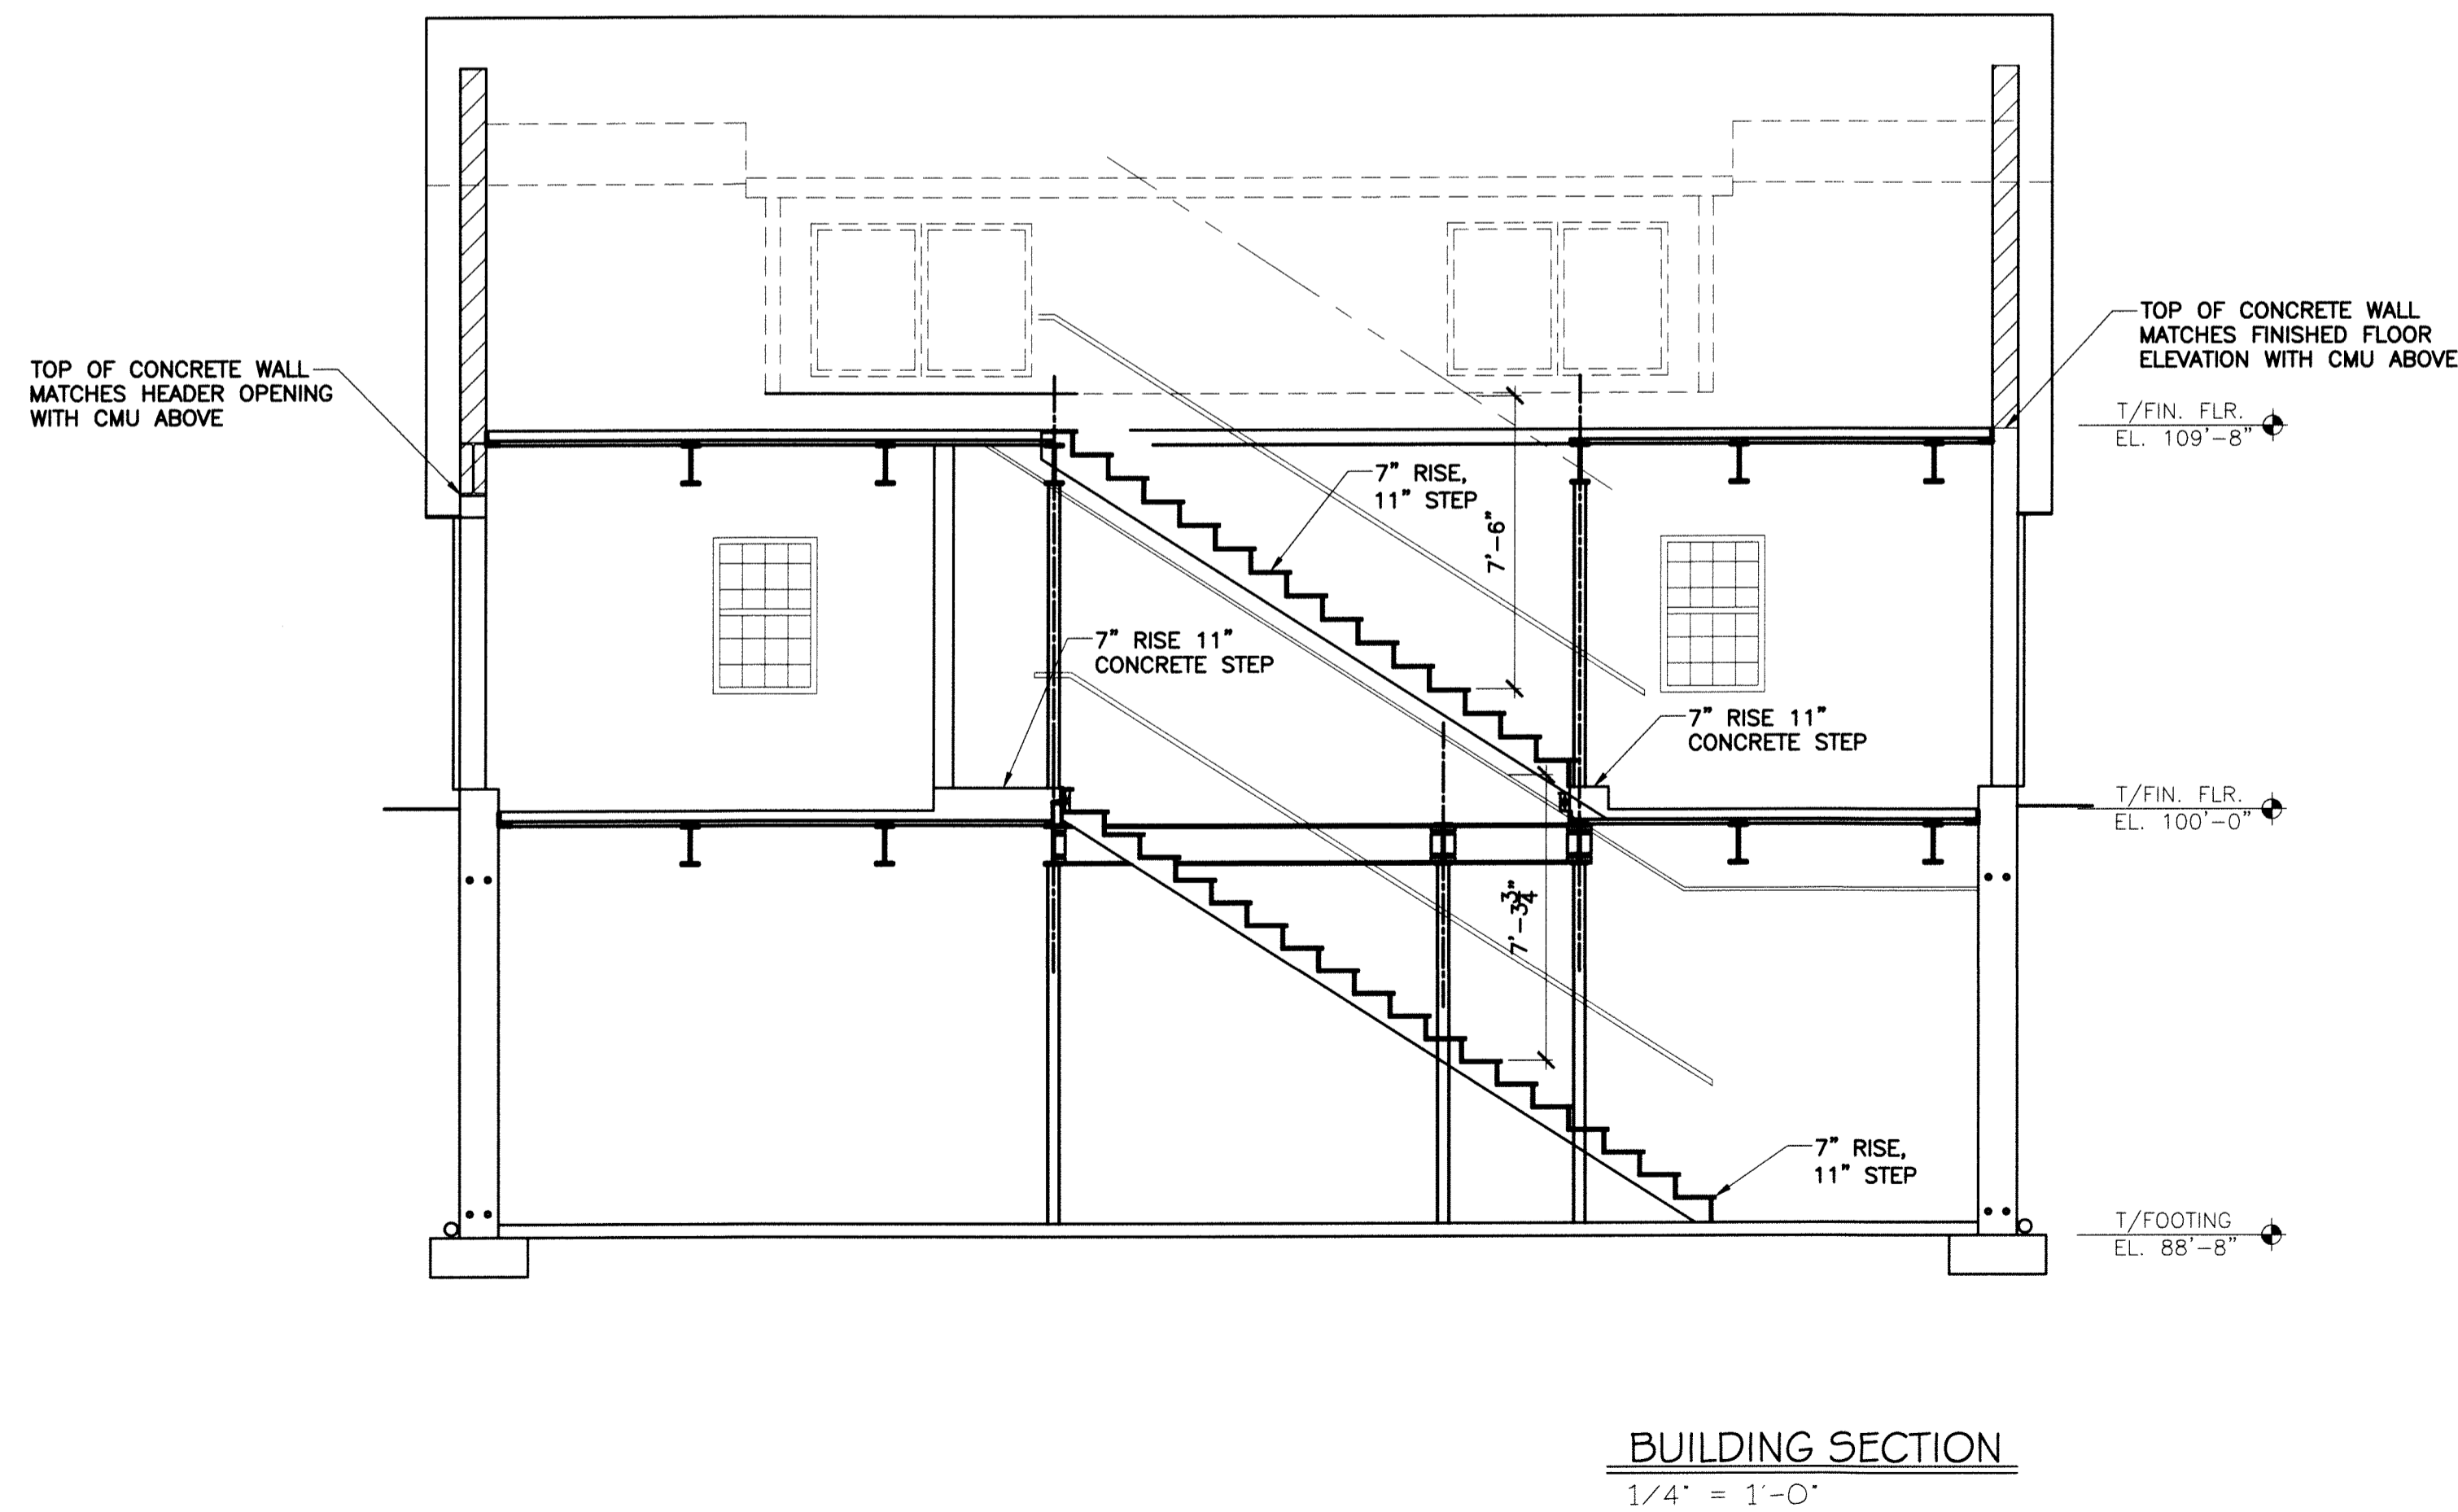 TOP OF CONCRETE WALL
MATCHES HEADER OPENING
WITH CMU ABOVE
TOP OF CONCRETE WALL
MATCHES FINISHED FLOOR
ELEVATION WITH CMU ABOVE
T/FIN. FLR.
EL. 109'-8"
7" RISE,
11" STEP
7'-6"
7" RISE 11"
CONCRETE STEP
7" RISE 11"
CONCRETE STEP
T/FIN. FLR.
EL. 100'-0"
7'-3 3/4"
7" RISE,
11" STEP
T/FOOTING
EL. 88'-8"
BUILDING SECTION
1/4" = 1'-0"